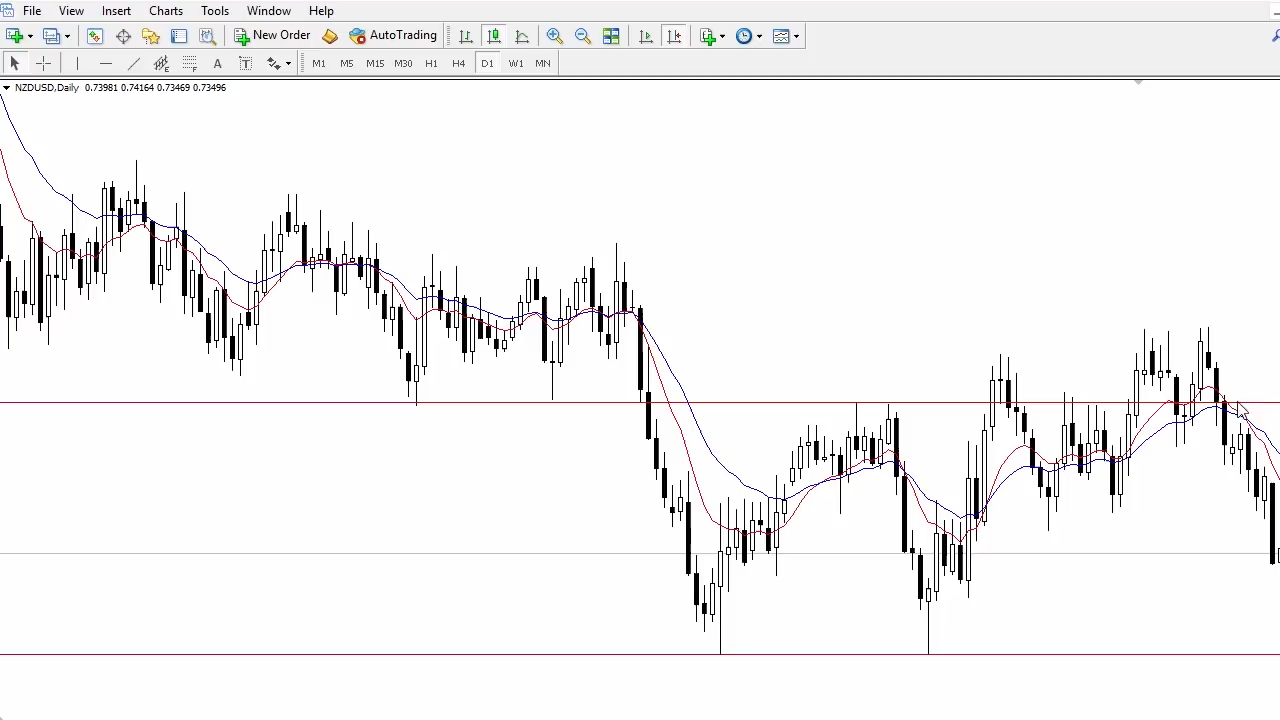 File View Insert Charts Tools Window Help
New Order AutoTrading
A T M1 M5 M15 M30 H1 H4 D1 W1 MN
NZDUSD,Daily 0.73981 0.74164 0.73469 0.73496